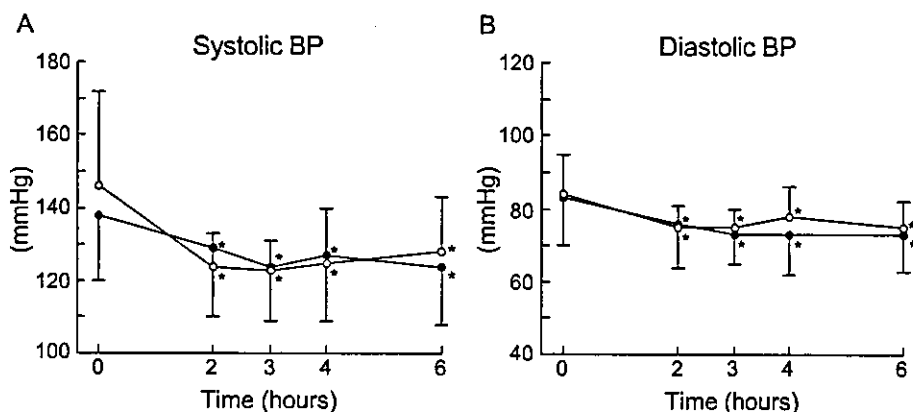 A
Systolic BP
180
160
140
120
100
(mmHg)
* * * *
* * * *
0 2 3 4 6
Time (hours)
B
Diastolic BP
120
100
80
60
40
(mmHg)
* * * *
* * * *
0 2 3 4 6
Time (hours)